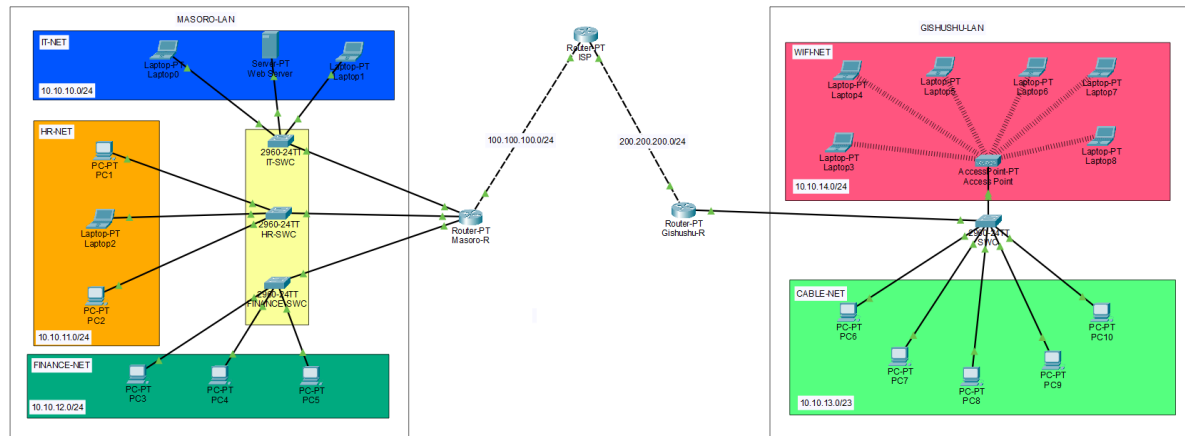 MASORO-LAN
IT-NET
Laptop-PT
Laptop0
Server-PT
Web Server
Laptop-PT
Laptop1
10.10.10.0/24
HR-NET
PC-PT
PC1
Laptop-PT
Laptop2
PC-PT
PC2
10.10.11.0/24
2960-24TT
IT-SWC
2960-24TT
HR-SWC
2960-24TT
FINANCE-SWC
FINANCE-NET
PC-PT
PC3
PC-PT
PC4
PC-PT
PC5
10.10.12.0/24
Router-PT
Masoro-R
100.100.100.0/24
Router-PT
ISP
200.200.200.0/24
Router-PT
Gishushu-R
GISHUSHU-LAN
WIFI-NET
Laptop-PT
Laptop4
Laptop-PT
Laptop5
Laptop-PT
Laptop6
Laptop-PT
Laptop7
Laptop-PT
Laptop3
Laptop-PT
Laptop8
AccessPoint-PT
Access Point
10.10.14.0/24
2960-24TT
SWC
CABLE-NET
PC-PT
PC6
PC-PT
PC7
PC-PT
PC8
PC-PT
PC9
PC-PT
PC10
10.10.13.0/23